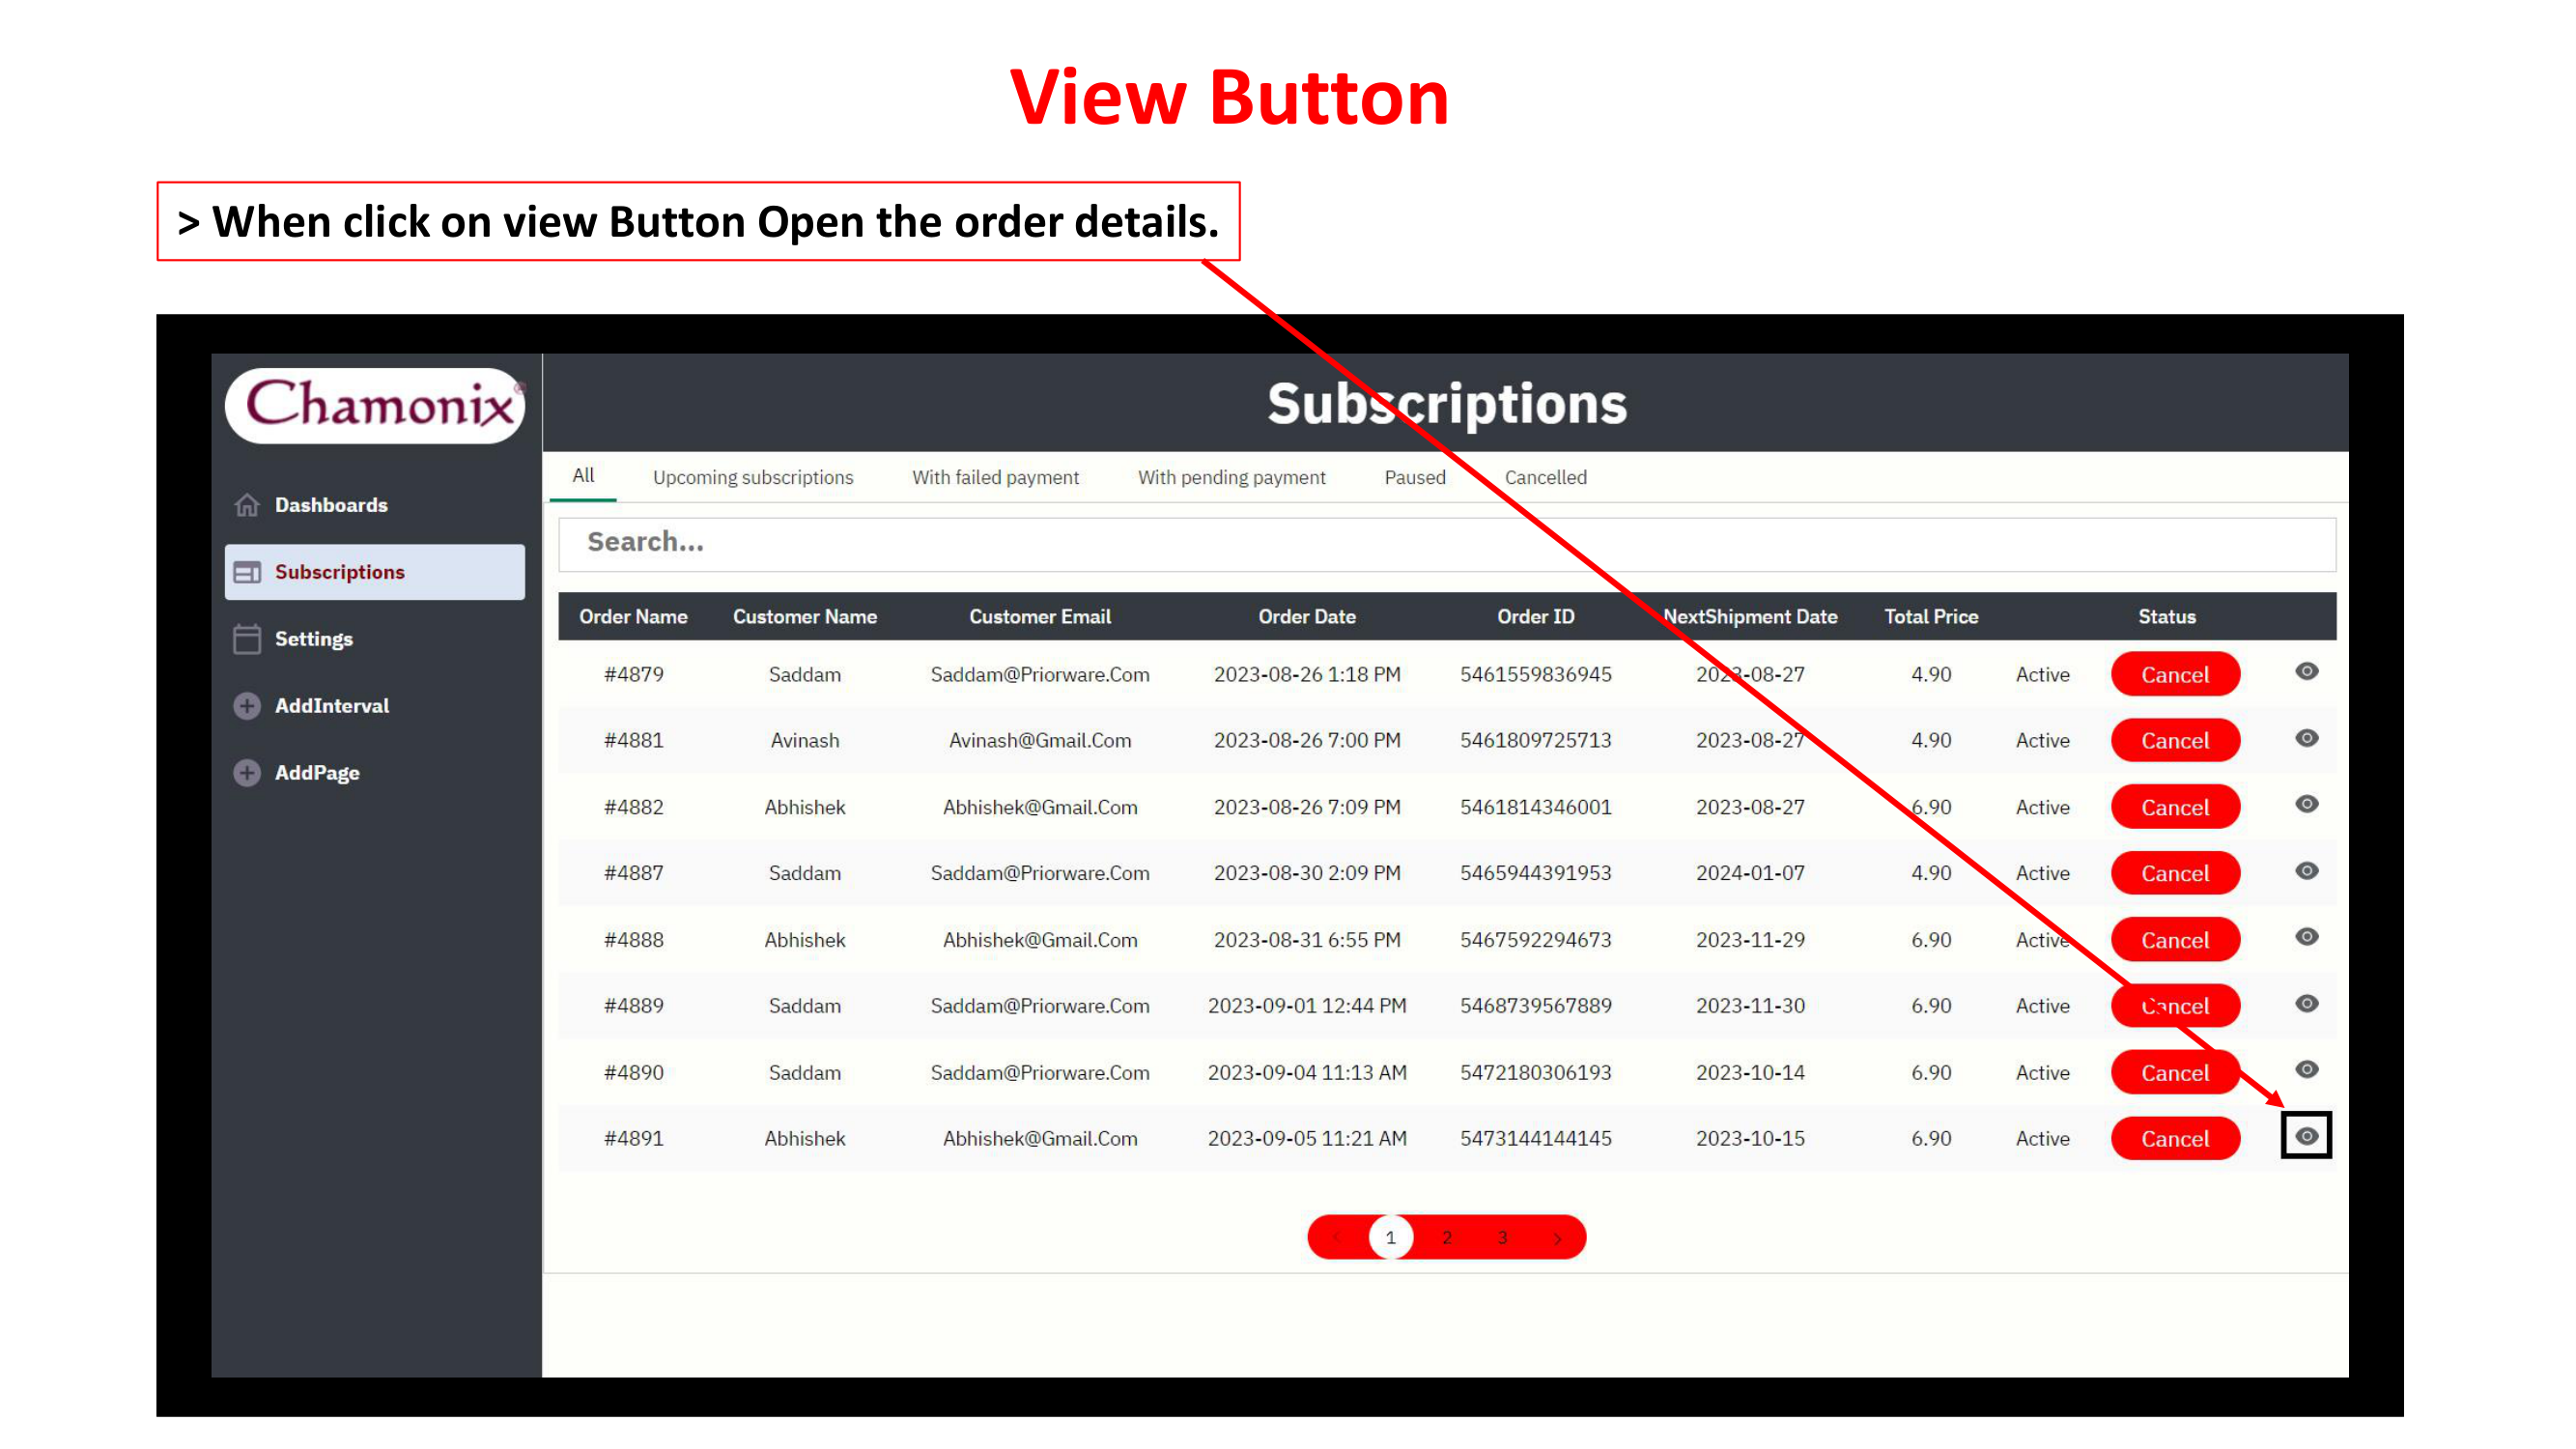 View Button
> When click on view Button Open the order details.
Chamonix®
Subscriptions
Dashboards
Subscriptions
Settings
AddInterval
AddPage
All Upcoming subscriptions With failed payment With pending payment Paused Cancelled
Search...
Order Name Customer Name Customer Email Order Date Order ID NextShipment Date Total Price Status
#4879 Saddam Saddam@Priorware.Com 2023-08-26 1:18 PM 5461559836945 2023-08-27 4.90 Active Cancel
#4881 Avinash Avinash@Gmail.Com 2023-08-26 7:00 PM 5461809725713 2023-08-27 4.90 Active Cancel
#4882 Abhishek Abhishek@Gmail.Com 2023-08-26 7:09 PM 5461814346001 2023-08-27 6.90 Active Cancel
#4887 Saddam Saddam@Priorware.Com 2023-08-30 2:09 PM 5465944391953 2024-01-07 4.90 Active Cancel
#4888 Abhishek Abhishek@Gmail.Com 2023-08-31 6:55 PM 5467592294673 2023-11-29 6.90 Active Cancel
#4889 Saddam Saddam@Priorware.Com 2023-09-01 12:44 PM 5468739567889 2023-11-30 6.90 Active Cancel
#4890 Saddam Saddam@Priorware.Com 2023-09-04 11:13 AM 5472180306193 2023-10-14 6.90 Active Cancel
#4891 Abhishek Abhishek@Gmail.Com 2023-09-05 11:21 AM 5473144144145 2023-10-15 6.90 Active Cancel
< 1 2 3 >